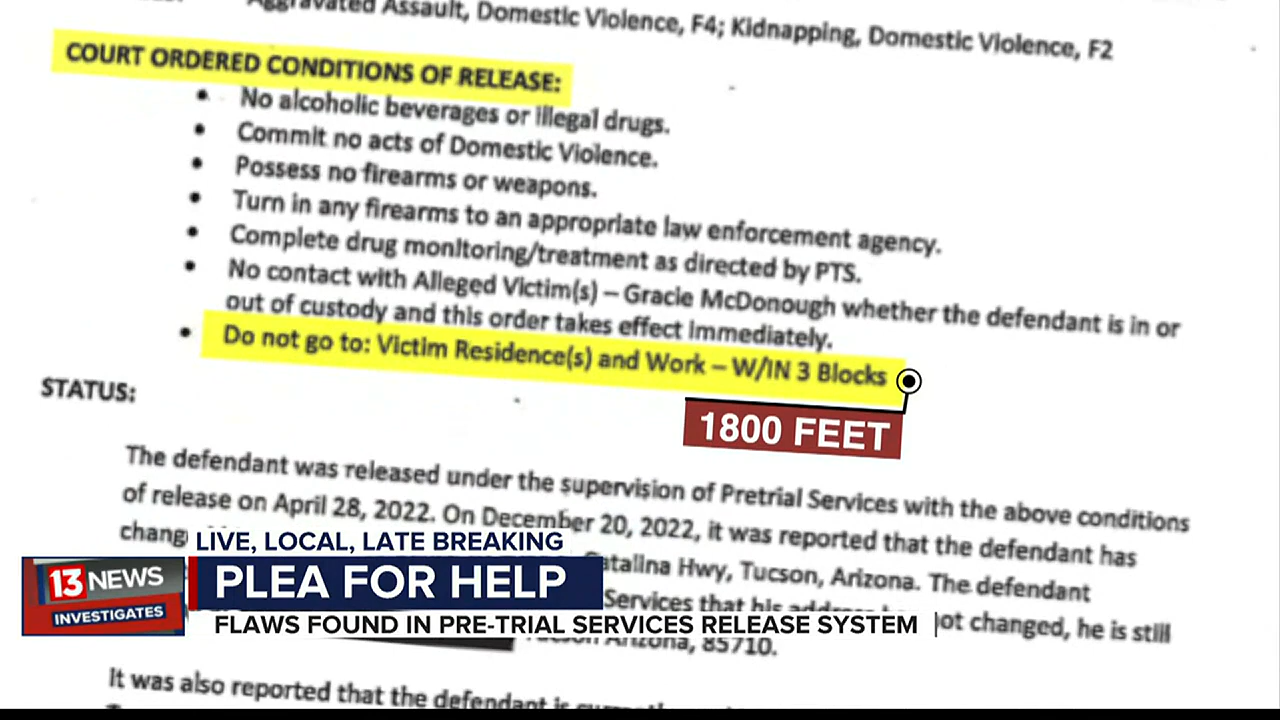 Aggravated Assault, Domestic Violence, F4; Kidnapping, Domestic Violence, F2
COURT ORDERED CONDITIONS OF RELEASE:
• No alcoholic beverages or illegal drugs.
• Commit no acts of Domestic Violence.
• Possess no firearms or weapons.
• Turn in any firearms to an appropriate law enforcement agency.
• Complete drug monitoring/treatment as directed by PTS.
• No contact with Alleged Victim(s) – Gracie McDonough whether the defendant is in or
out of custody and this order takes effect immediately.
• Do not go to: Victim Residence(s) and Work – W/IN 3 Blocks
1800 FEET
STATUS:
The defendant was released under the supervision of Pretrial Services with the above conditions
of release on April 28, 2022. On December 20, 2022, it was reported that the defendant has
Catalina Hwy, Tucson, Arizona. The defendant
Services that his address not changed, he is still
Arizona, 85710.
It was also reported that the defendant is
LIVE, LOCAL, LATE BREAKING
13 NEWS
INVESTIGATES
PLEA FOR HELP
FLAWS FOUND IN PRE-TRIAL SERVICES RELEASE SYSTEM